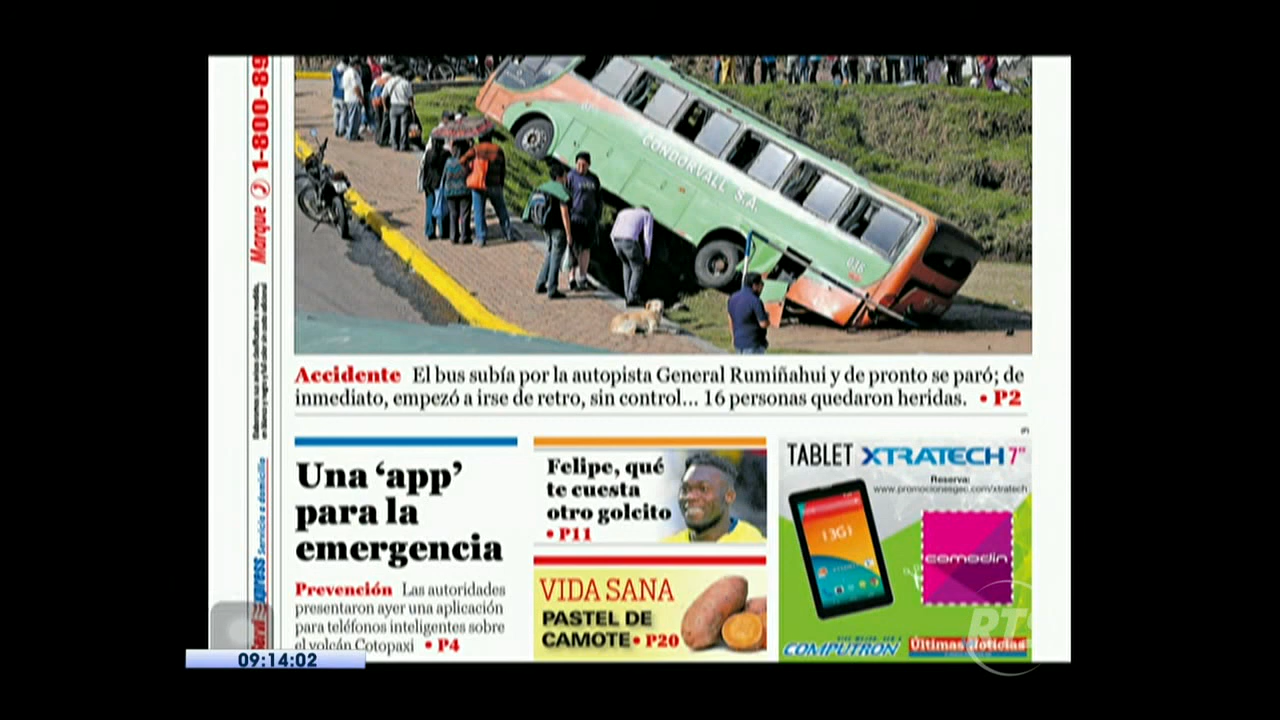 Marque 1-800-89
CONDORVALL S.A.
036
Accidente El bus subía por la autopista General Rumiñahui y de pronto se paró; de
inmediato, empezó a irse de retro, sin control... 16 personas quedaron heridas. • P2
Una ‘app’
para la
emergencia
Prevención Las autoridades
presentaron ayer una aplicación
para teléfonos inteligentes sobre
el volcán Cotopaxi • P4
Felipe, qué
te cuesta
otro golcito
• P11
VIDA SANA
PASTEL DE
CAMOTE • P20
(P)
TABLET XTRATECH 7"
Reserva:
www.promocionesgec.com/xtratech
comodín
COMPUTRON
Últimas Noticias
express Servicio a domicilio
RTS
09:14:02